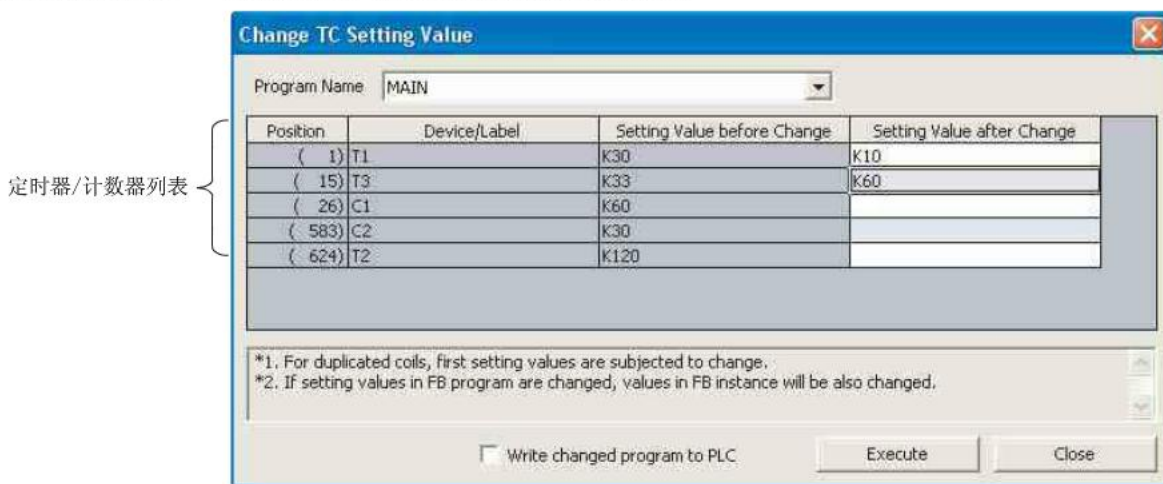 Change TC Setting Value
Program Name MAIN
定时器/计数器列表
Position Device/Label Setting Value before Change Setting Value after Change
( 1) T1 K30 K10
( 15) T3 K33 K60
( 26) C1 K60
( 583) C2 K30
( 624) T2 K120
*1. For duplicated coils, first setting values are subjected to change.
*2. If setting values in FB program are changed, values in FB instance will be also changed.
Write changed program to PLC Execute Close